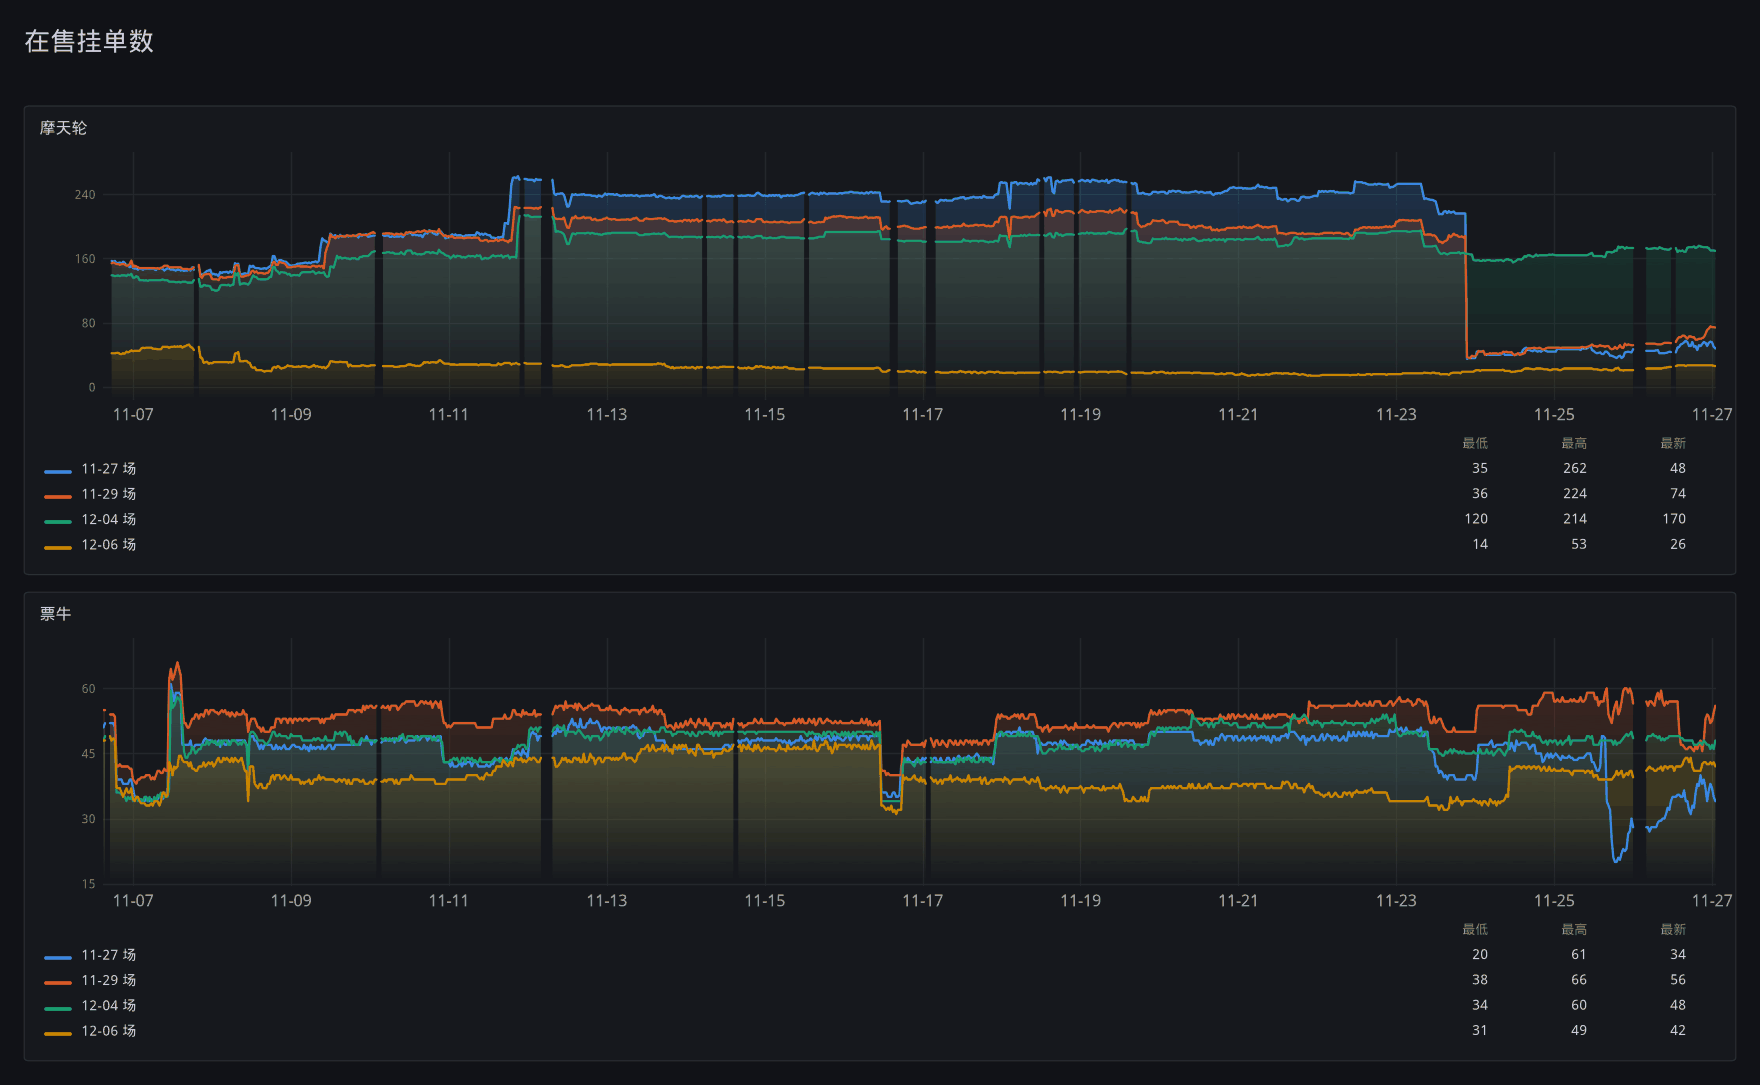 在售挂单数
摩天轮
240
160
80
0
11-07 11-09 11-11 11-13 11-15 11-17 11-19 11-21 11-23 11-25 11-27
最低 最高 最新
11-27 场 35 262 48
11-29 场 36 224 74
12-04 场 120 214 170
12-06 场 14 53 26
票牛
60
45
30
15
11-07 11-09 11-11 11-13 11-15 11-17 11-19 11-21 11-23 11-25 11-27
最低 最高 最新
11-27 场 20 61 34
11-29 场 38 66 56
12-04 场 34 60 48
12-06 场 31 49 42